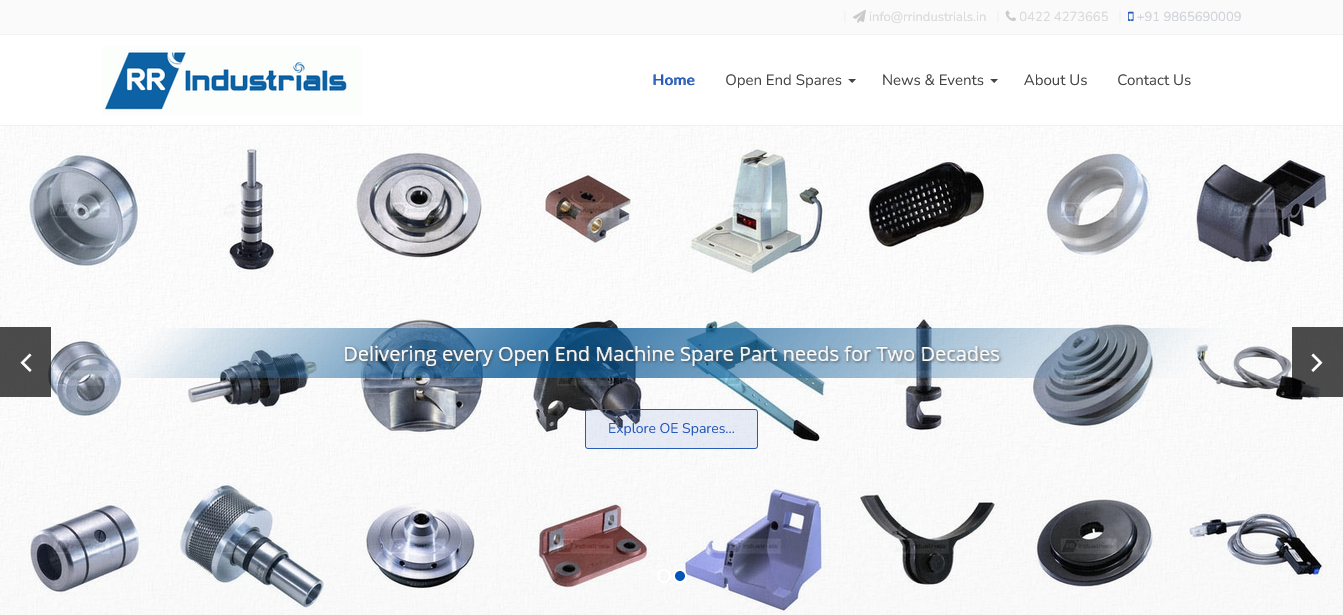 info@rrindustrials.in 0422 4273665 +91 9865690009
RR Industrials
Home Open End Spares News & Events About Us Contact Us
Delivering every Open End Machine Spare Part needs for Two Decades
Explore OE Spares...